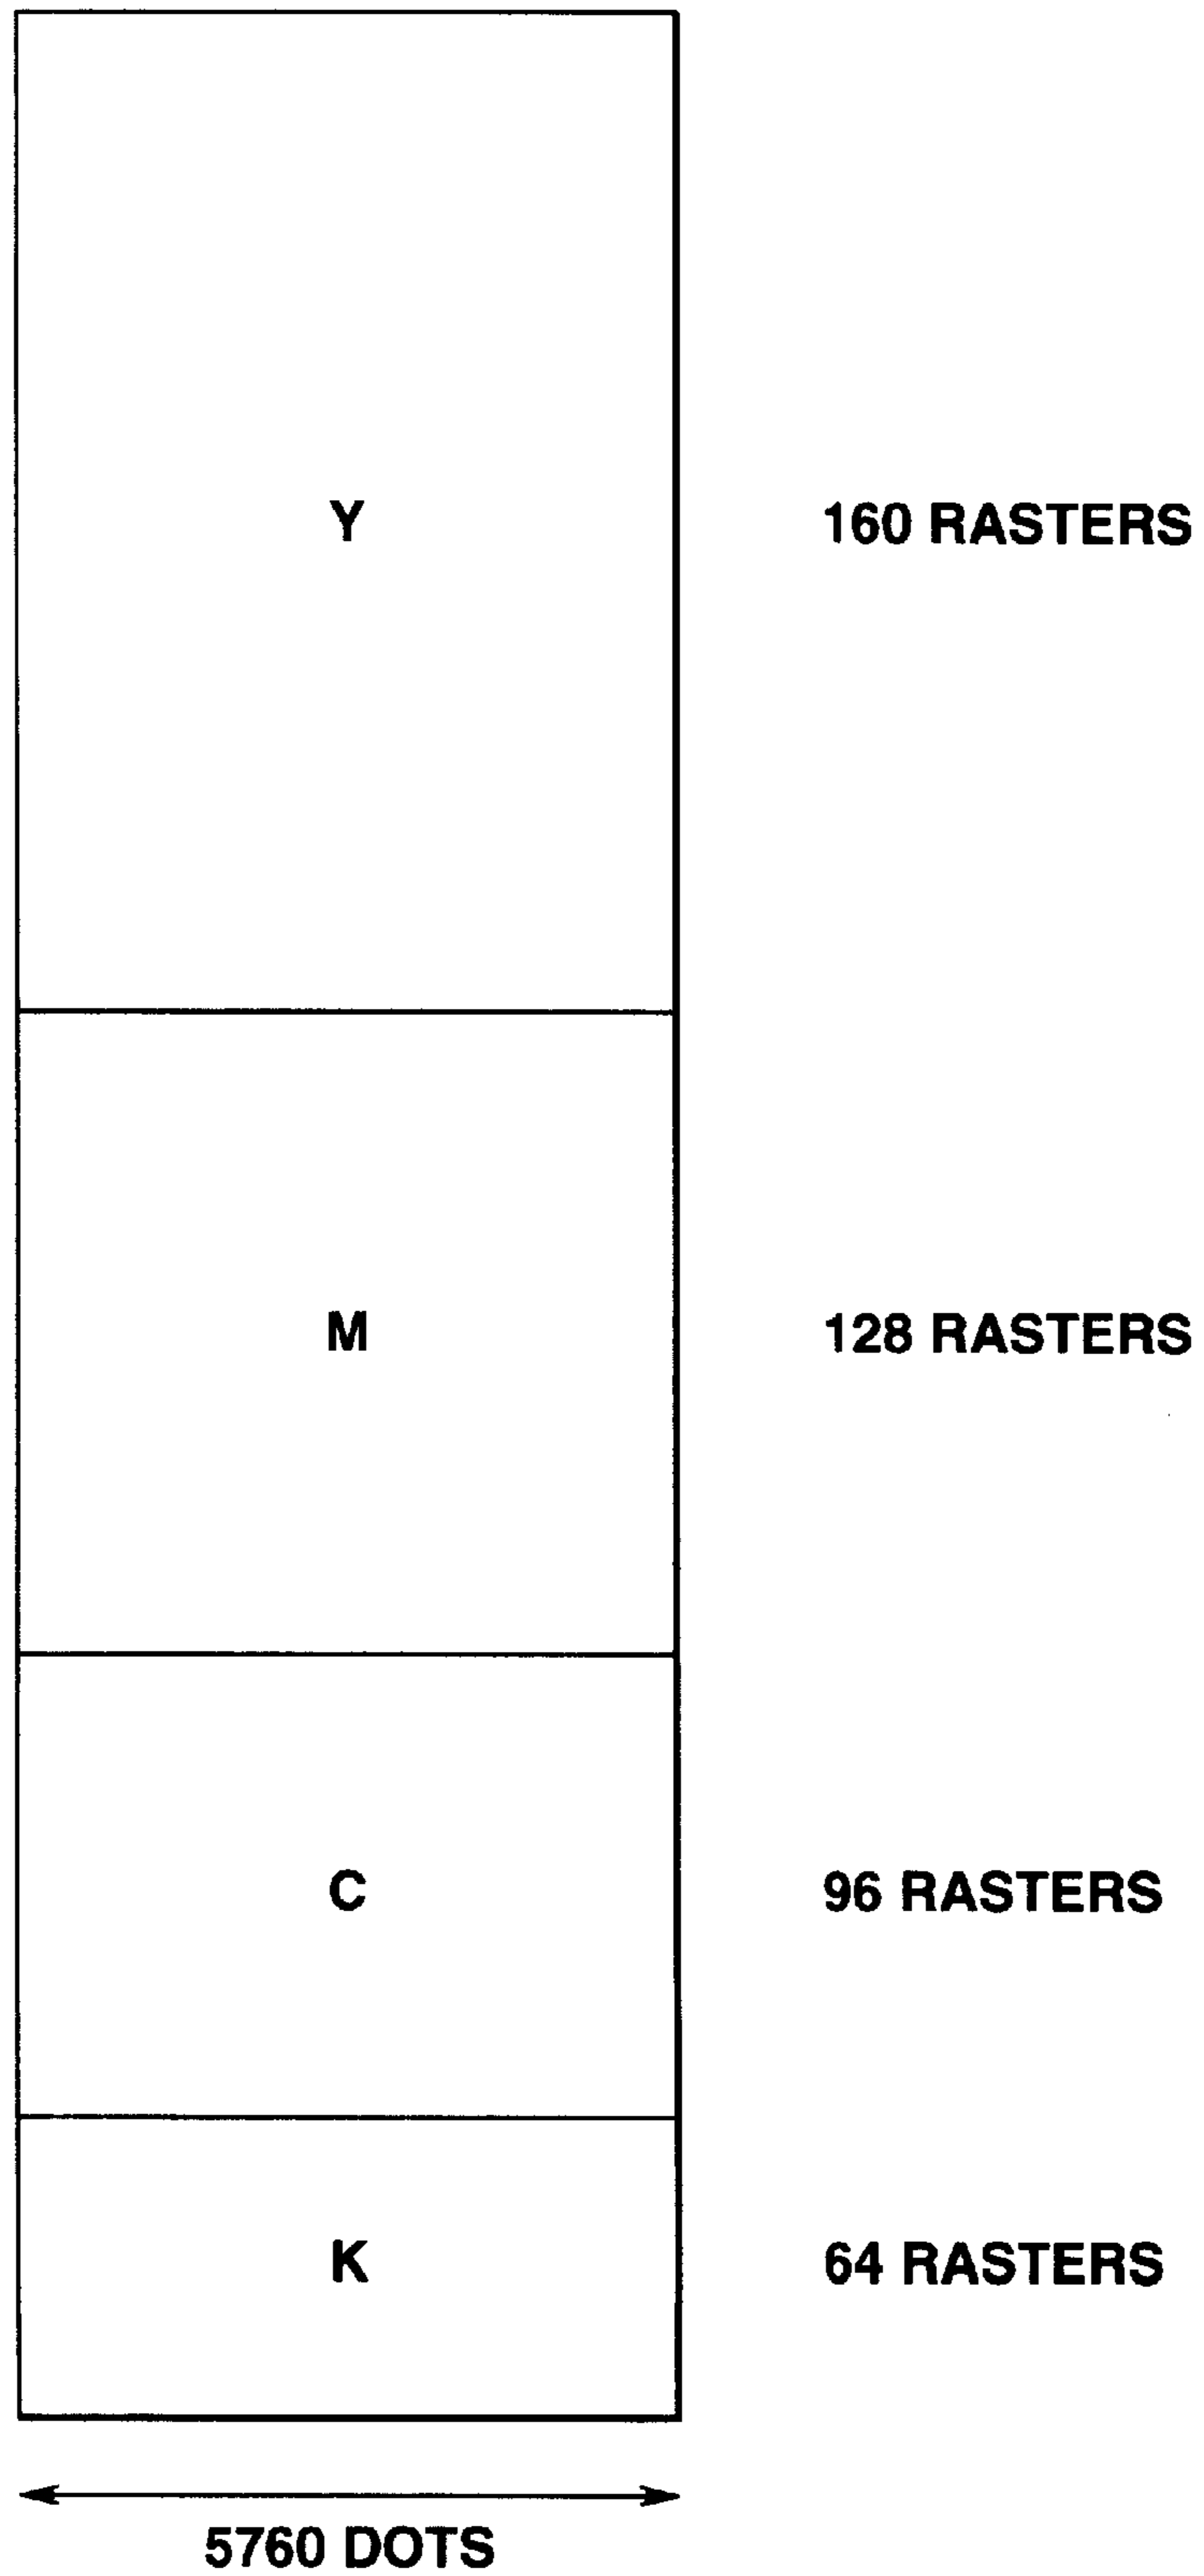 Y
160 RASTERS
M
128 RASTERS
C
96 RASTERS
K
64 RASTERS
5760 DOTS